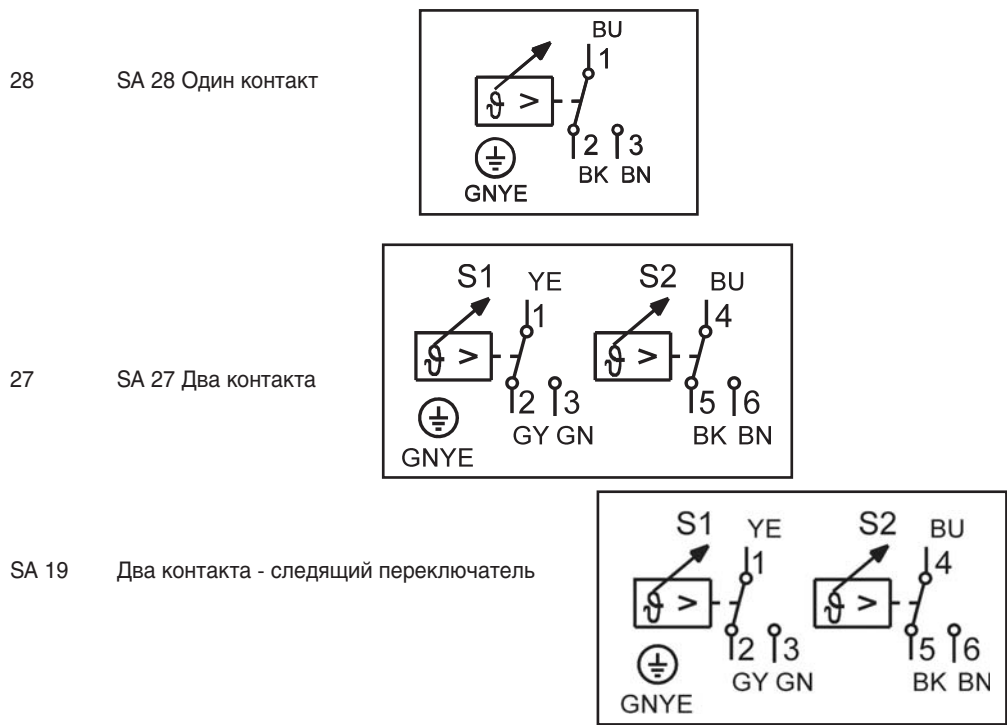 BU
1
28 SA 28 Один контакт
ϑ >
2 3
BK BN
GNYE
S1 YE S2 BU
1 4
ϑ > ϑ >
27 SA 27 Два контакта
2 3 5 6
GY GN BK BN
GNYE
S1 YE S2 BU
1 4
SA 19 Два контакта - следящий переключатель
ϑ > ϑ >
2 3 5 6
GY GN BK BN
GNYE